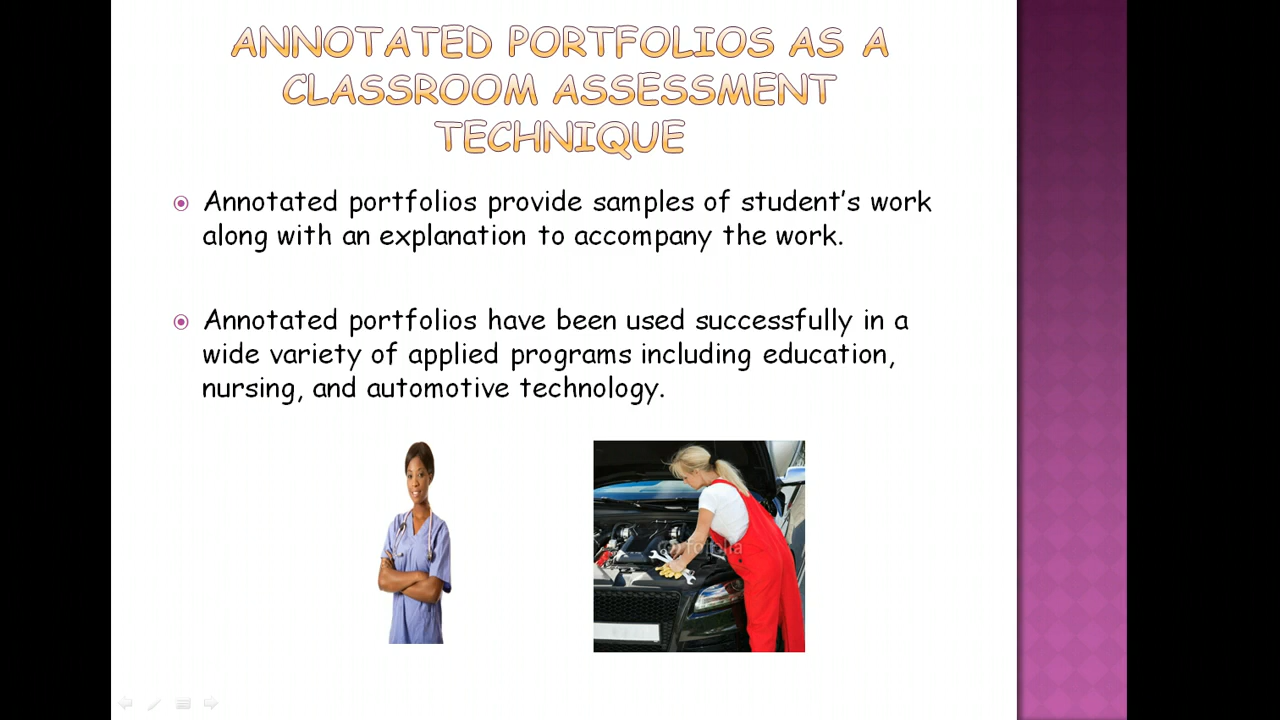 ANNOTATED PORTFOLIOS AS A
CLASSROOM ASSESSMENT
TECHNIQUE
Annotated portfolios provide samples of student’s work
along with an explanation to accompany the work.
Annotated portfolios have been used successfully in a
wide variety of applied programs including education,
nursing, and automotive technology.
fotolia